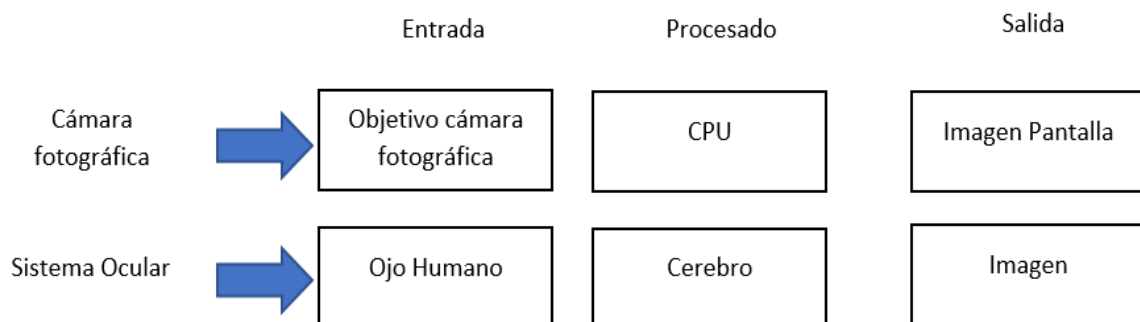 Entrada
Procesado
Salida
Cámara
fotográfica
Objetivo cámara
fotográfica
CPU
Imagen Pantalla
Sistema Ocular
Ojo Humano
Cerebro
Imagen